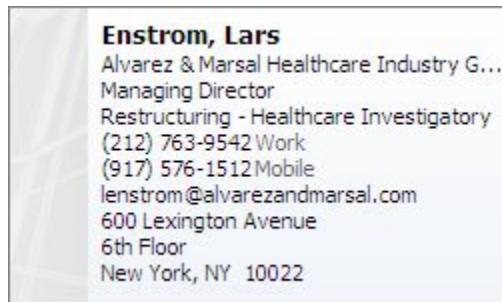 Enstrom, Lars
Alvarez & Marsal Healthcare Industry G...
Managing Director
Restructuring - Healthcare Investigatory
(212) 763-9542 Work
(917) 576-1512 Mobile
lenstrom@alvarezandmarsal.com
600 Lexington Avenue
6th Floor
New York, NY  10022